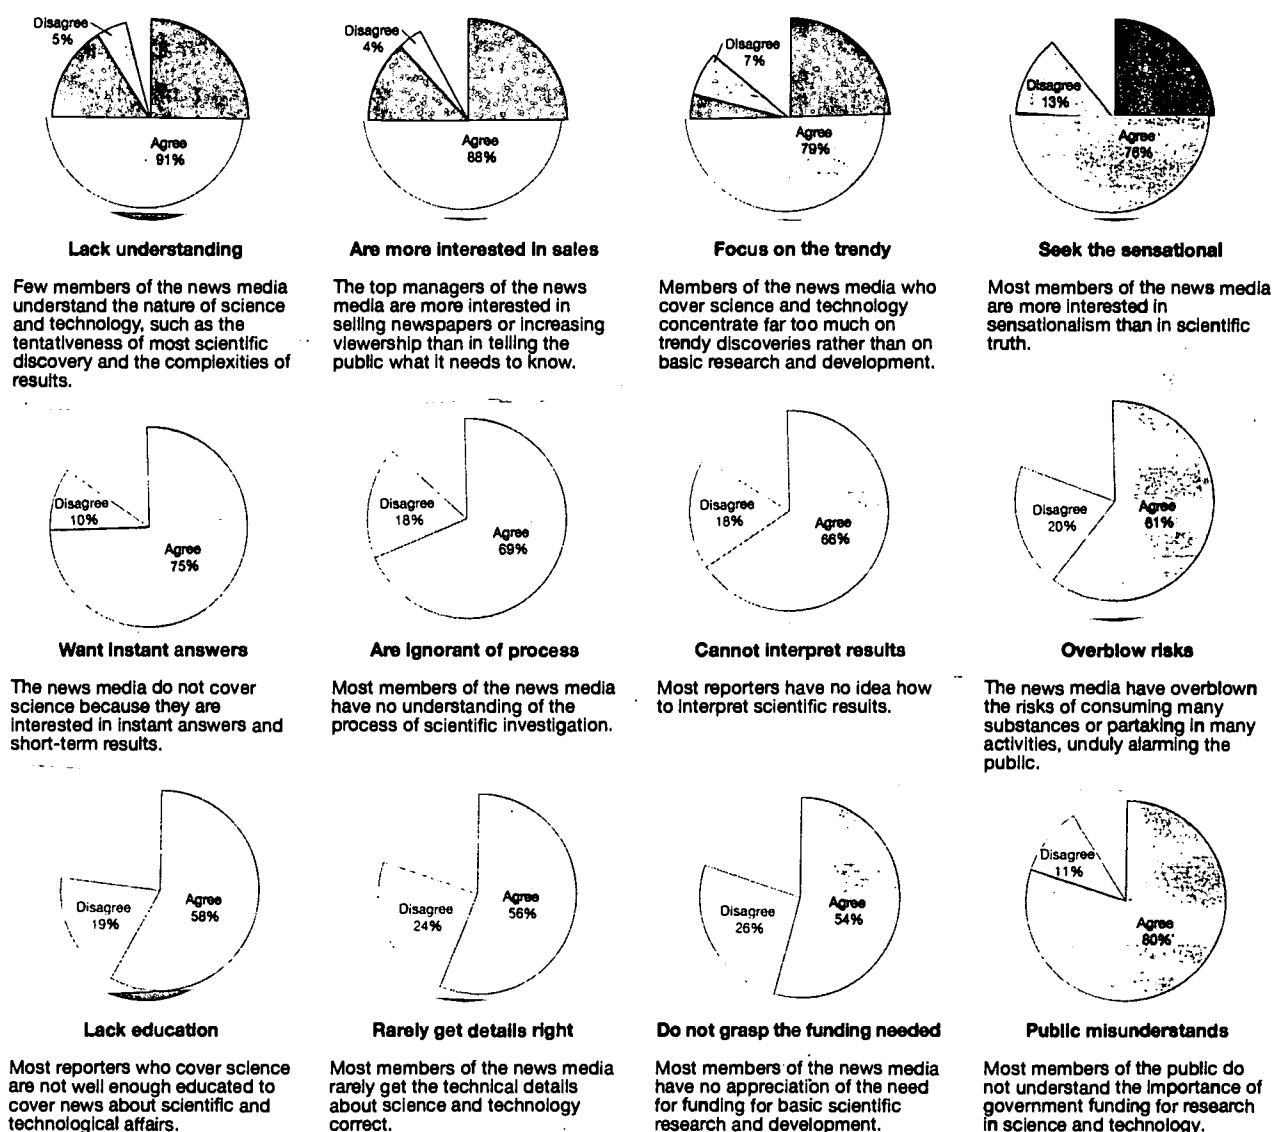 Disagree
5%
Agree
91%
Lack understanding
Few members of the news media
understand the nature of science
and technology, such as the
tentativeness of most scientific
discovery and the complexities of
results.
Disagree
4%
Agree
88%
Are more interested in sales
The top managers of the news
media are more interested in
selling newspapers or increasing
viewership than in telling the
public what it needs to know.
Disagree
7%
Agree
79%
Focus on the trendy
Members of the news media who
cover science and technology
concentrate far too much on
trendy discoveries rather than on
basic research and development.
Disagree
13%
Agree
76%
Seek the sensational
Most members of the news media
are more interested in
sensationalism than in scientific
truth.
Disagree
10%
Agree
75%
Want instant answers
The news media do not cover
science because they are
interested in instant answers and
short-term results.
Disagree
18%
Agree
69%
Are ignorant of process
Most members of the news media
have no understanding of the
process of scientific investigation.
Disagree
18%
Agree
66%
Cannot interpret results
Most reporters have no idea how
to interpret scientific results.
Disagree
20%
Agree
61%
Overblow risks
The news media have overblown
the risks of consuming many
substances or partaking in many
activities, unduly alarming the
public.
Disagree
19%
Agree
58%
Lack education
Most reporters who cover science
are not well enough educated to
cover news about scientific and
technological affairs.
Disagree
24%
Agree
56%
Rarely get details right
Most members of the news media
rarely get the technical details
about science and technology
correct.
Disagree
26%
Agree
54%
Do not grasp the funding needed
Most members of the news media
have no appreciation of the need
for funding for basic scientific
research and development.
Disagree
11%
Agree
80%
Public misunderstands
Most members of the public do
not understand the importance of
government funding for research
in science and technology.